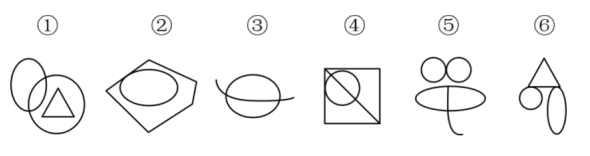 ① ② ③ ④ ⑤ ⑥